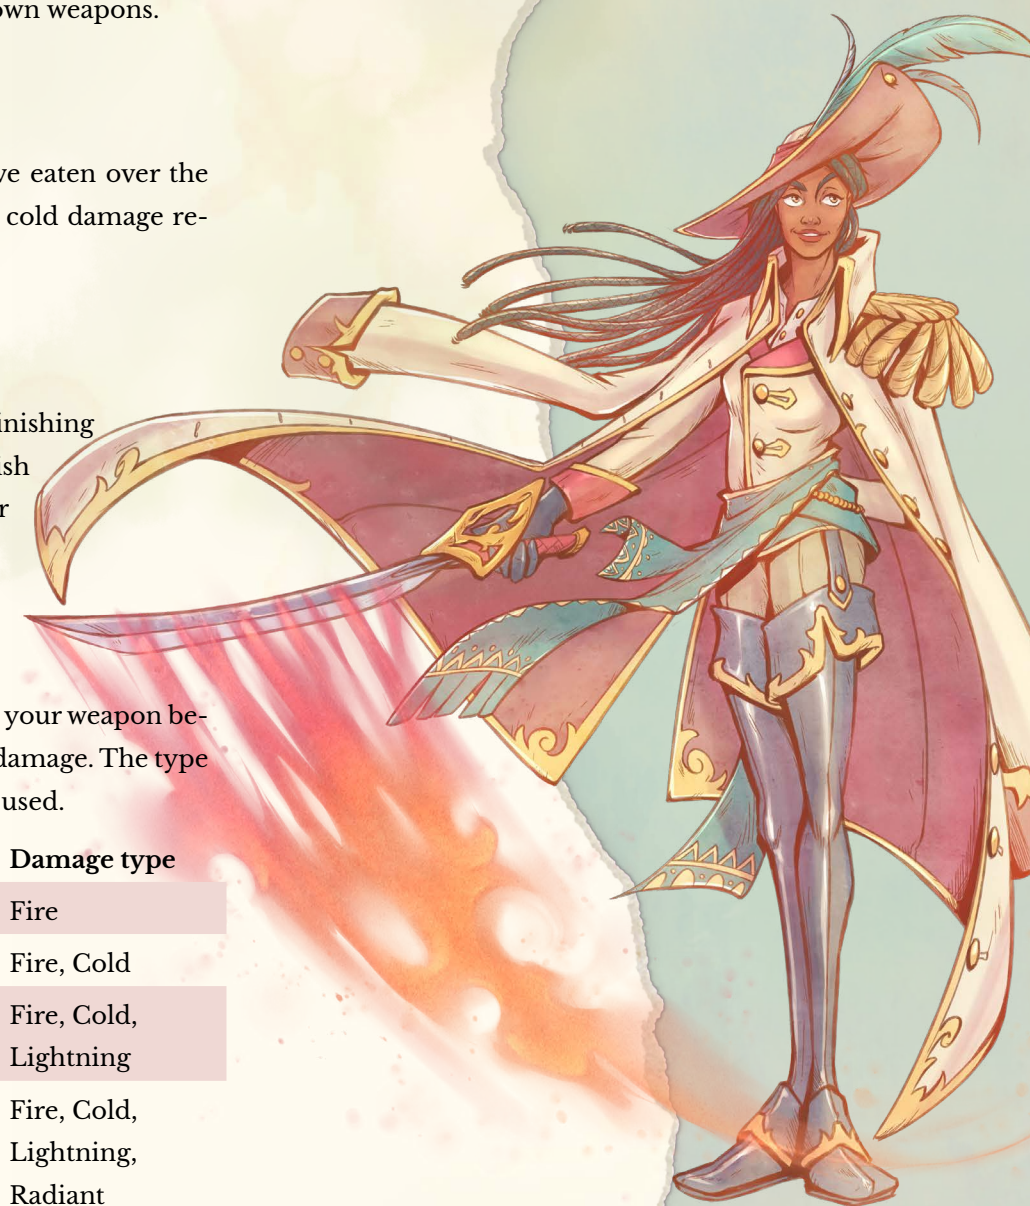 own weapons.
ve eaten over the
cold damage re-
inishing
ish
r
your weapon be-
damage. The type
used.
Damage type
Fire
Fire, Cold
Fire, Cold,
Lightning
Fire, Cold,
Lightning,
Radiant